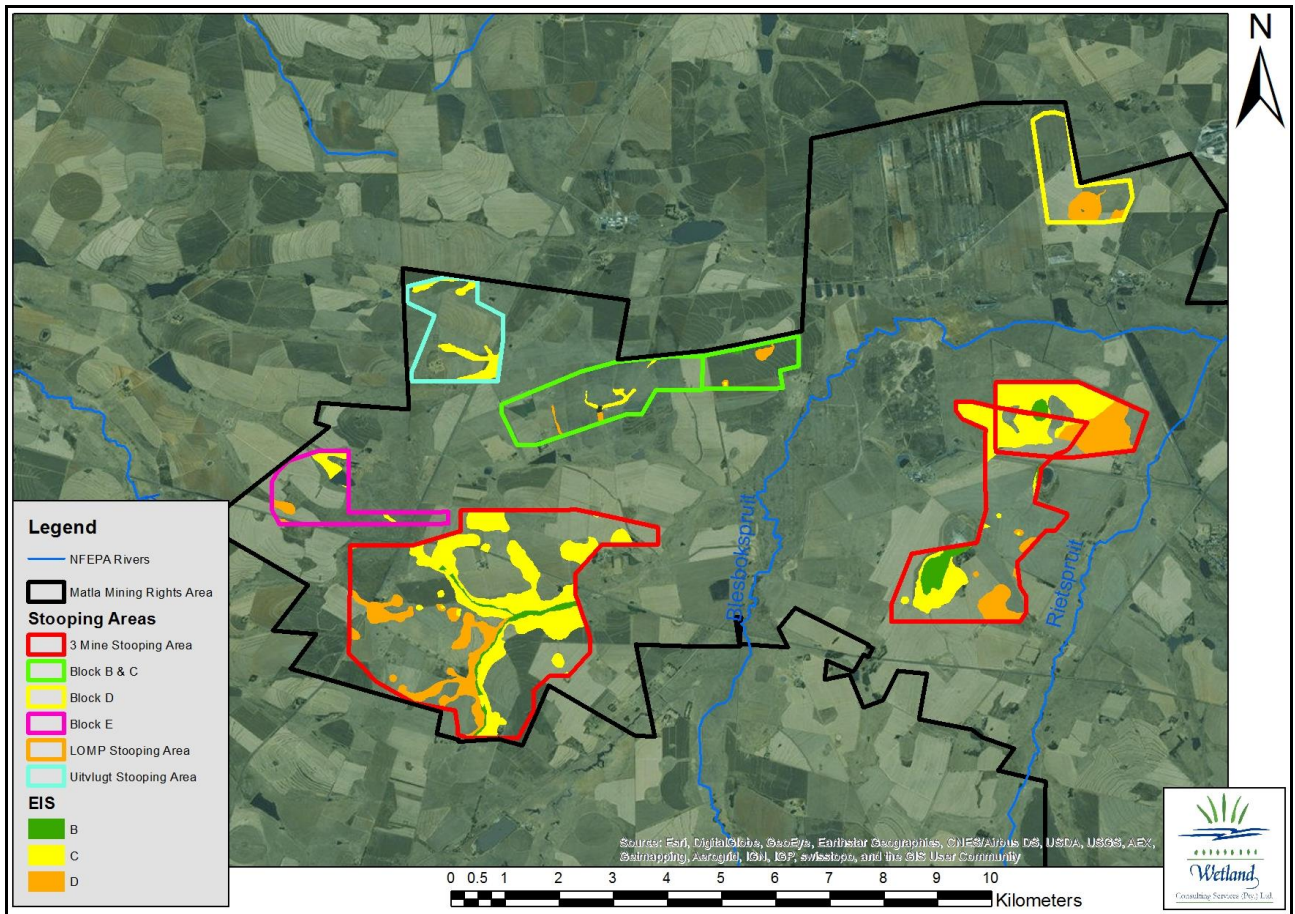 N
Blesbokspruit
Rietspruit
Legend
NFEPA Rivers
Matla Mining Rights Area
Stooping Areas
3 Mine Stooping Area
Block B & C
Block D
Block E
LOMP Stooping Area
Uitvlugt Stooping Area
EIS
B
C
D
Source: Esri, DigitalGlobe, GeoEye, Earthstar Geographics, CNES/Airbus DS, USDA, USGS, AEX,
Getmapping, Aerogrid, IGN, IGP, swisstopo, and the GIS User Community
0 0.5 1 2 3 4 5 6 7 8 9 10
Kilometers
Wetland
Consulting Services (Pty.) Ltd.